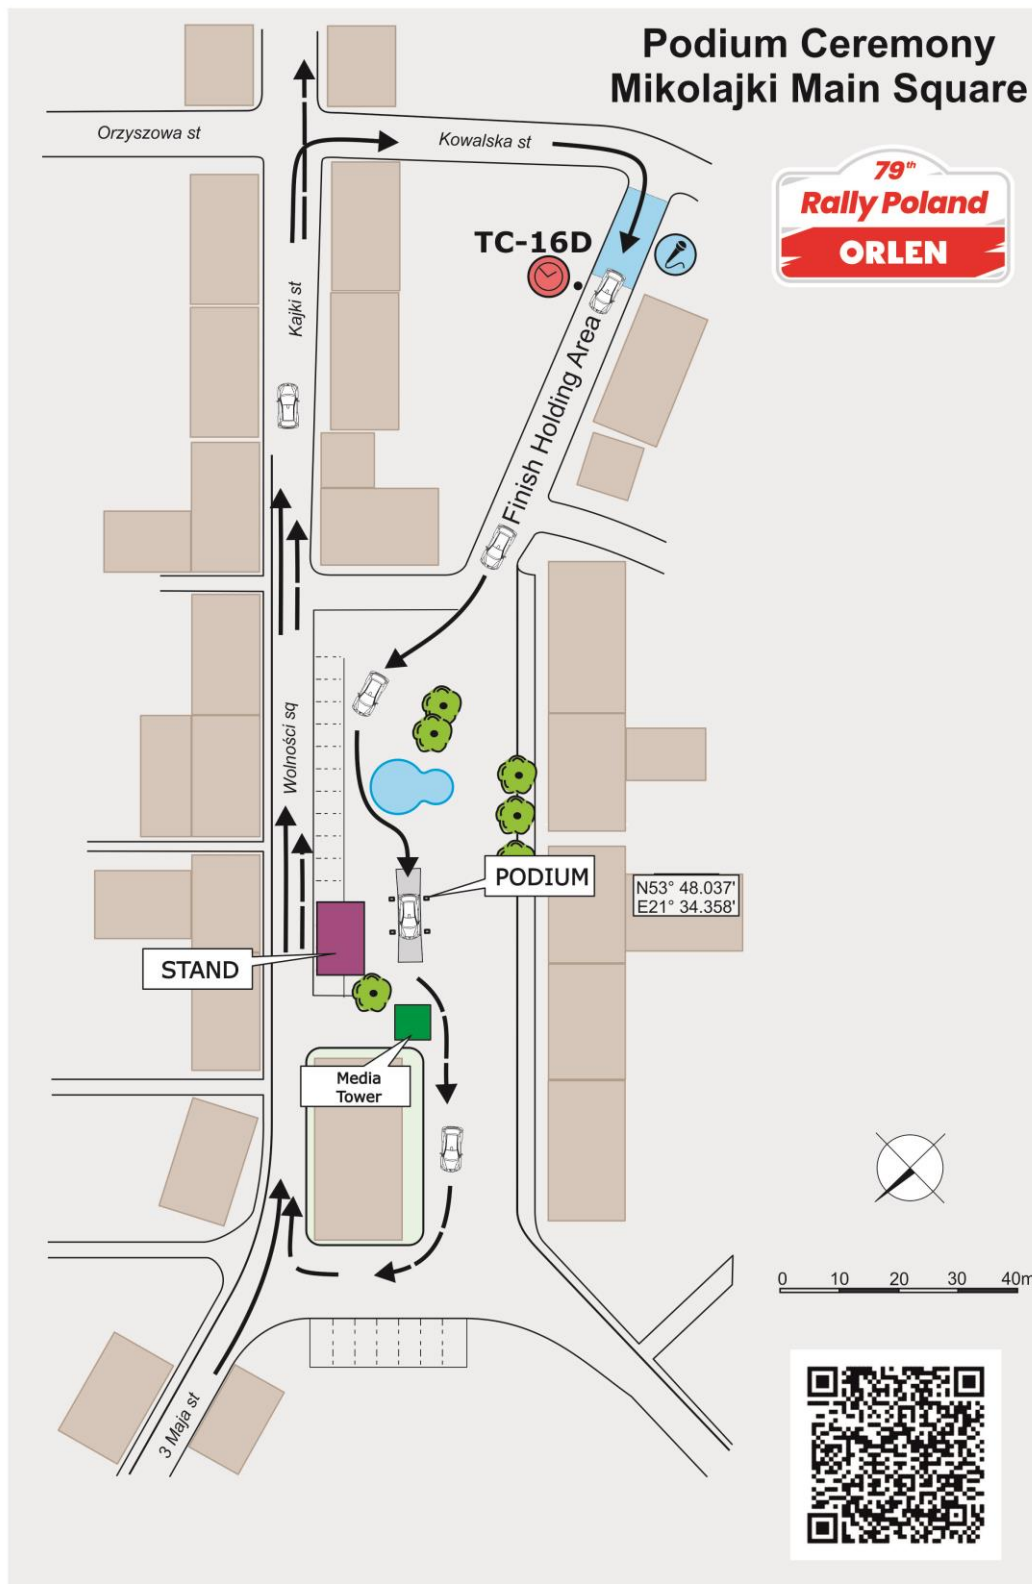 Podium Ceremony
Mikolajki Main Square
Orzyszowa st
Kowalska st
79th
Rally Poland
ORLEN
TC-16D
Kajki st
Finish Holding Area
Wolności sq
PODIUM
N53° 48.037'
E21° 34.358'
STAND
Media
Tower
0 10 20 30 40m
3 Maja st